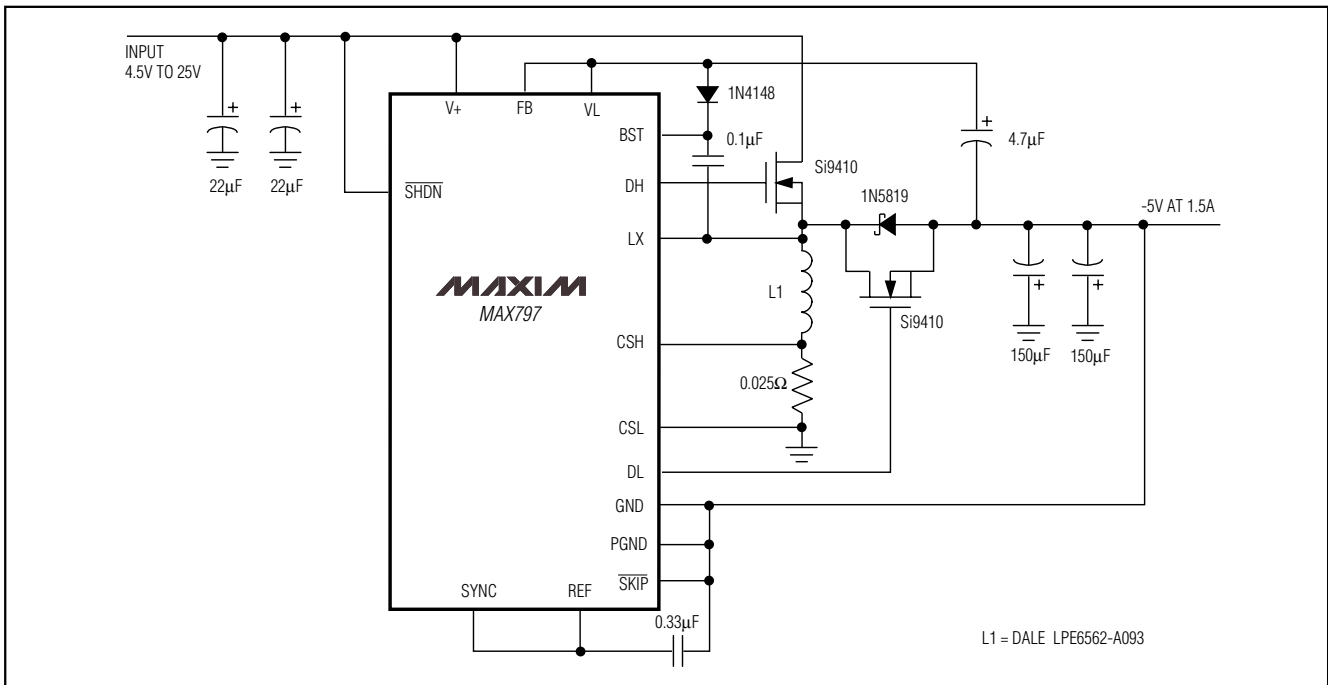 INPUT
4.5V TO 25V
+
+
22µF
22µF
V+
FB
VL
1N4148
BST
0.1µF
+
4.7µF
SHDN
DH
Si9410
1N5819
-5V AT 1.5A
LX
MAXIM
MAX797
L1
Si9410
+
+
150µF
150µF
CSH
0.025Ω
CSL
DL
GND
PGND
SKIP
SYNC
REF
0.33µF
L1 = DALE LPE6562-A093